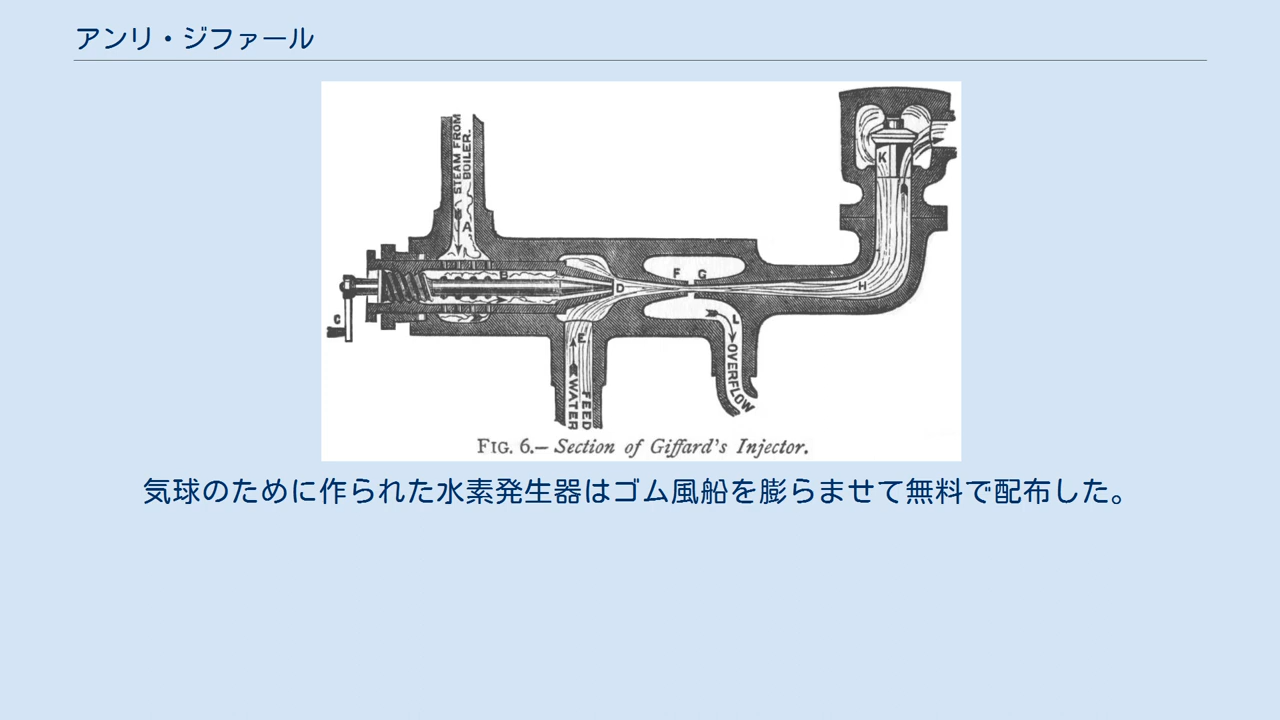 アンリ・ジファール
STEAM FROM
BOILER.
A
B
C
D
F
G
H
K
E
L
FEED
WATER
OVERFLOW
FIG. 6.— Section of Giffard's Injector.
気球のために作られた水素発生器はゴム風船を膨らませて無料で配布した。